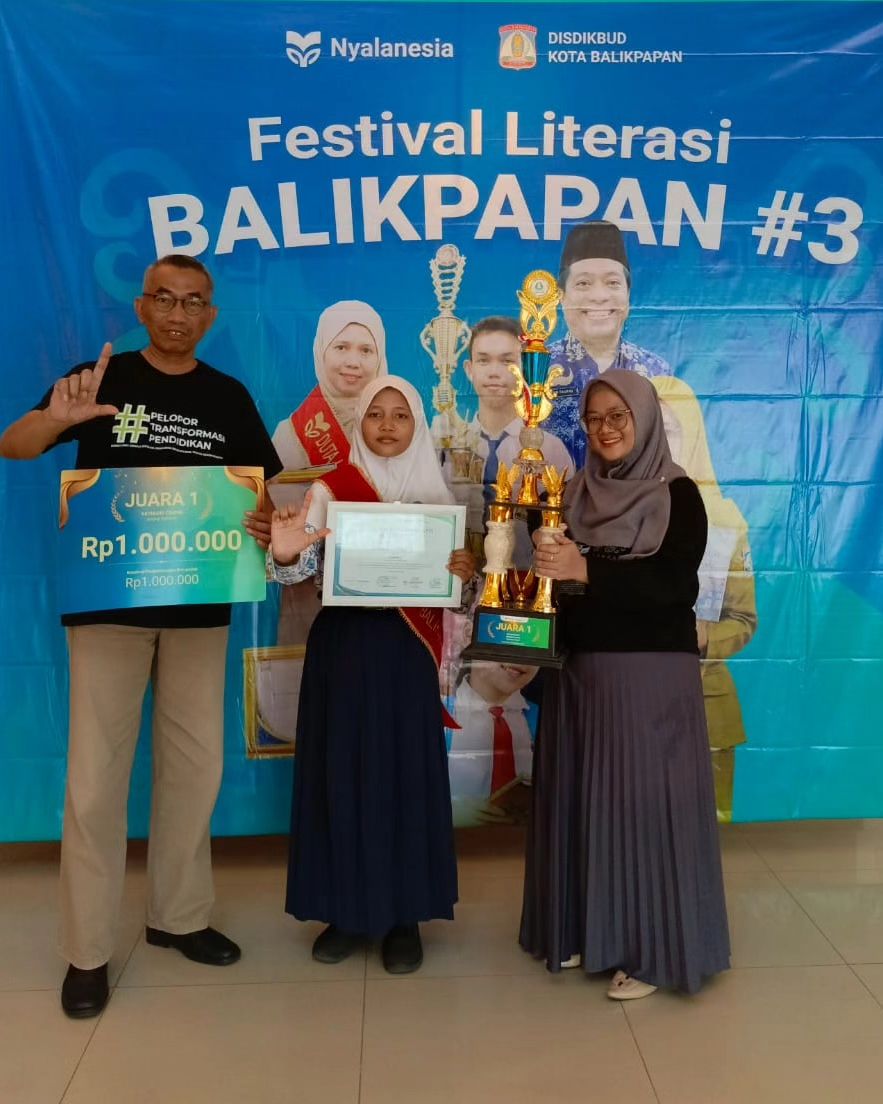 Nyalanesia
DISDIKBUD
KOTA BALIKPAPAN
Festival Literasi
BALIKPAPAN #3
#PELOPOR
TRANSFORMASI
PENDIDIKAN
DUTA
JUARA 1
Rp1.000.000
Rp1.000.000
JUARA 1